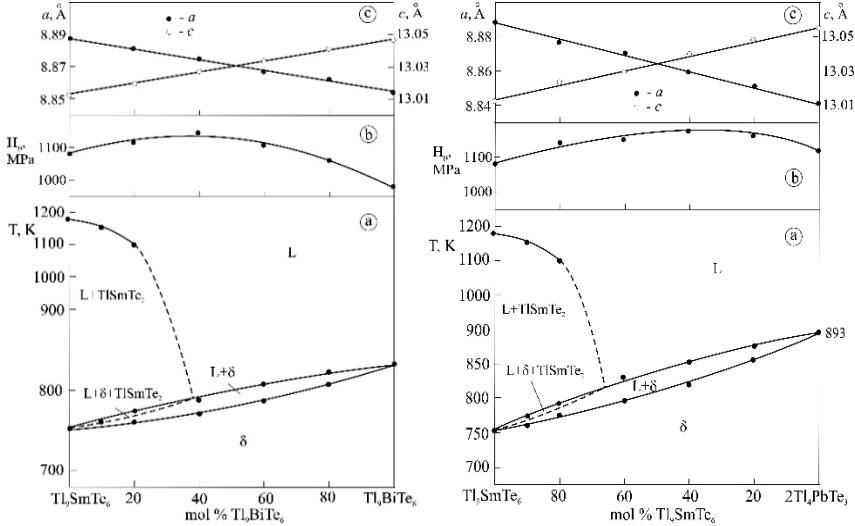 a, Å
8.89
8.87
8.85
- a
- c
c
c, Å
13.05
13.03
13.01
Hμ,
MPa
1100
1000
b
1200
T, K
1100
1000
900
800
700
a
L
L+TlSmTe₂
L+δ
L+δ+TlSmTe₂
δ
Tl₉SmTe₆
20
40
60
80
Tl₉BiTe₆
mol % Tl₉BiTe₆
a, Å
8.88
8.86
8.84
c
- a
- c
c, Å
13.05
13.03
13.01
Hμ,
MPa
1100
b
1200
T, K
1100
1000
900
850
800
750
700
a
L
L+TlSmTe₂
893
L+δ+TlSmTe₂
L+δ
δ
Tl₉SmTe₆
80
60
40
20
2Tl₄PbTe₃
mol % Tl₉SmTe₆